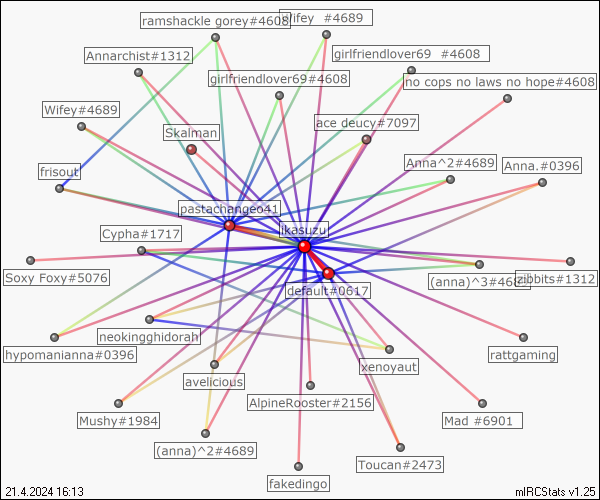 ramshackle gorey#4608
Wifey #4689
Annarchist#1312
girlfriendlover69 #4608
girlfriendlover69#4608
no cops no laws no hope#4608
Wifey#4689
ace deucy#7097
Skalman
Anna^2#4689
Anna.#0396
frisout
pastachange041
Cypha#1717
ikasuzu
Soxy Foxy#5076
(anna)^3#468
zibbits#1312
default#0617
neokingghidorah
hypomanianna#0396
xenoyaut
rattgaming
avelicious
AlpineRooster#2156
Mushy#1984
Mad #6901
(anna)^2#4689
Toucan#2473
fakedingo
21.4.2024 16:13
mIRCStats v1.25